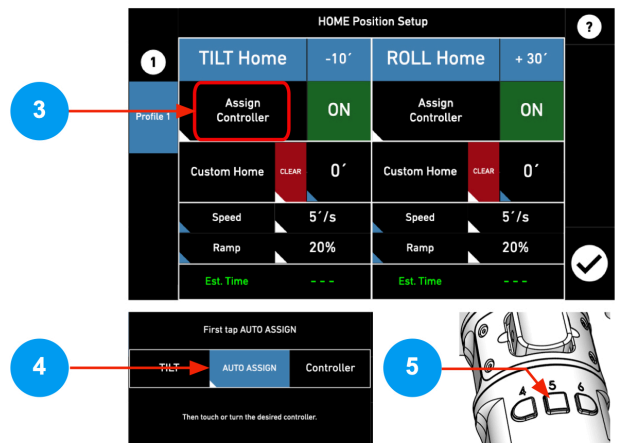 HOME Position Setup
?
1
TILT Home
-10´
ROLL Home
+ 30´
3
Profile 1
Assign
Controller
ON
Assign
Controller
ON
Custom Home
CLEAR
0´
Custom Home
CLEAR
0´
Speed
5´/s
Speed
5´/s
Ramp
20%
Ramp
20%
Est. Time
- - -
Est. Time
- - -
First tap AUTO ASSIGN
4
TILT
AUTO ASSIGN
Controller
Then touch or turn the desired controller.
5
4
5
6